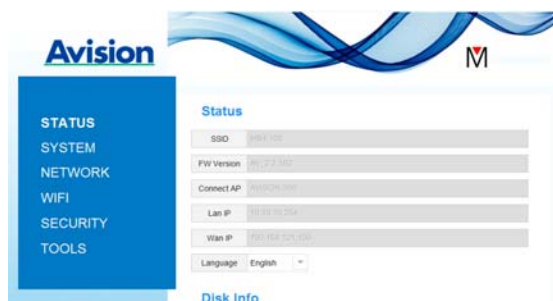 Avision
M
STATUS
SYSTEM
NETWORK
WIFI
SECURITY
TOOLS
Status
SSID
FW Version
Connect AP
Lan IP
Wan IP
Language English
Disk Info